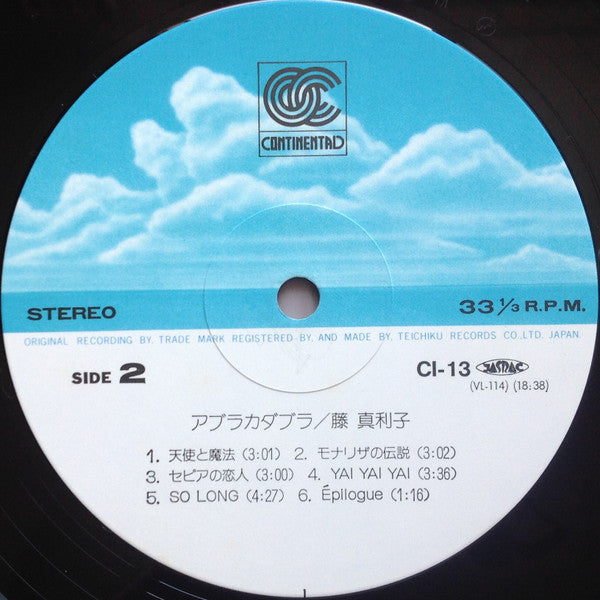 CONTINENTAL
STEREO
33 1/3 R.P.M.
ORIGINAL RECORDING BY. TRADE MARK REGISTERED BY. AND MADE BY. TEICHIKU RECORDS CO.,LTD. JAPAN.
SIDE 2
CI-13 JASRAC
(VL-114) (18:38)
アブラカダブラ/藤 真利子
1. 天使と魔法 (3:01) 2. モナリザの伝説 (3:02)
3. セピアの恋人 (3:00) 4. YAI YAI YAI (3:36)
5. SO LONG (4:27) 6. Épilogue (1:16)